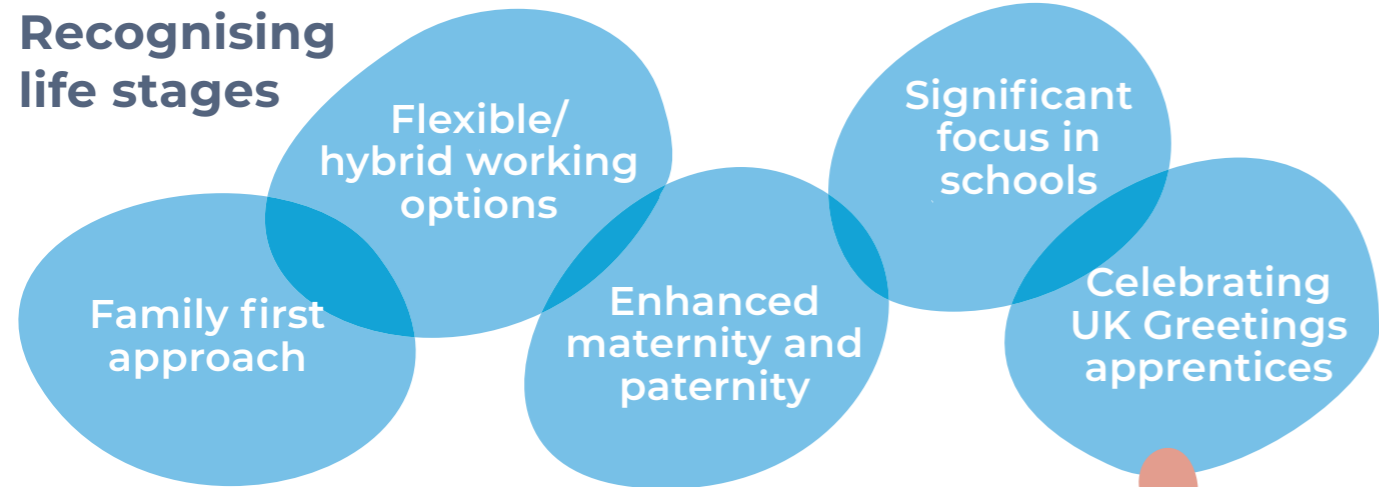 Recognising
life stages
Flexible/
hybrid working
options
Significant
focus in
schools
Family first
approach
Enhanced
maternity and
paternity
Celebrating
UK Greetings
apprentices